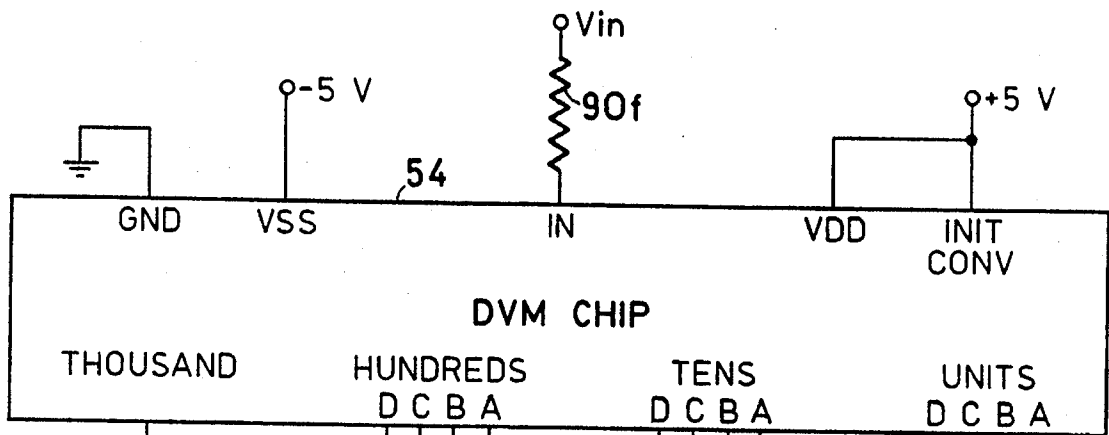 Vin
-5 V
90f
+5 V
54
GND VSS IN VDD INIT CONV
DVM CHIP
THOUSAND HUNDREDS TENS UNITS
D C B A D C B A D C B A